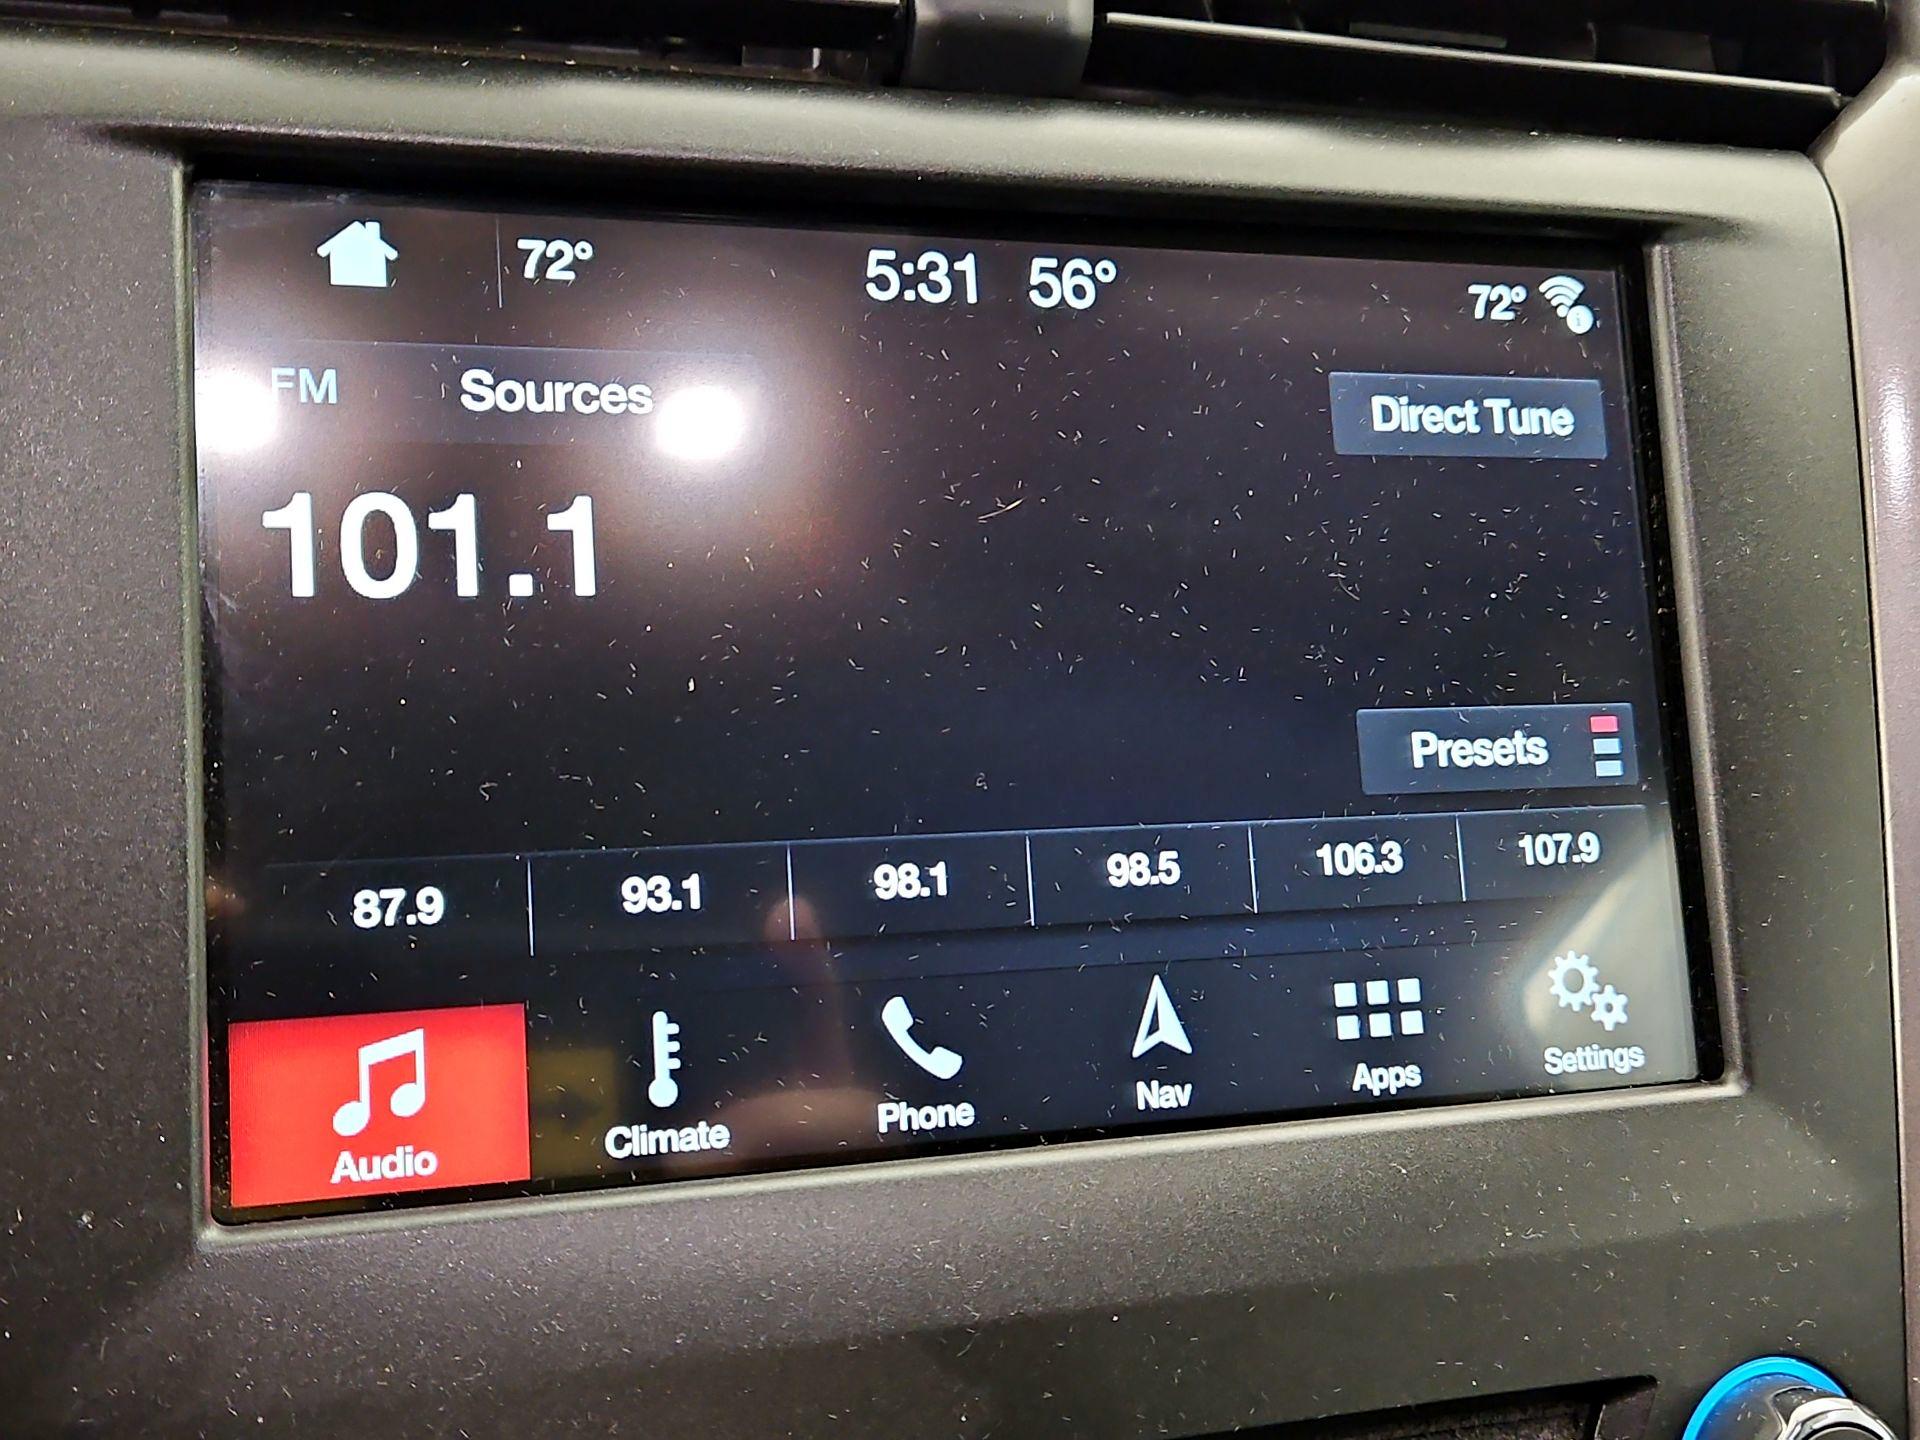 72° 5:31 56° 72°
FM Sources Direct Tune
101.1
Presets
87.9 93.1 98.1 98.5 106.3 107.9
Audio Climate Phone Nav Apps Settings